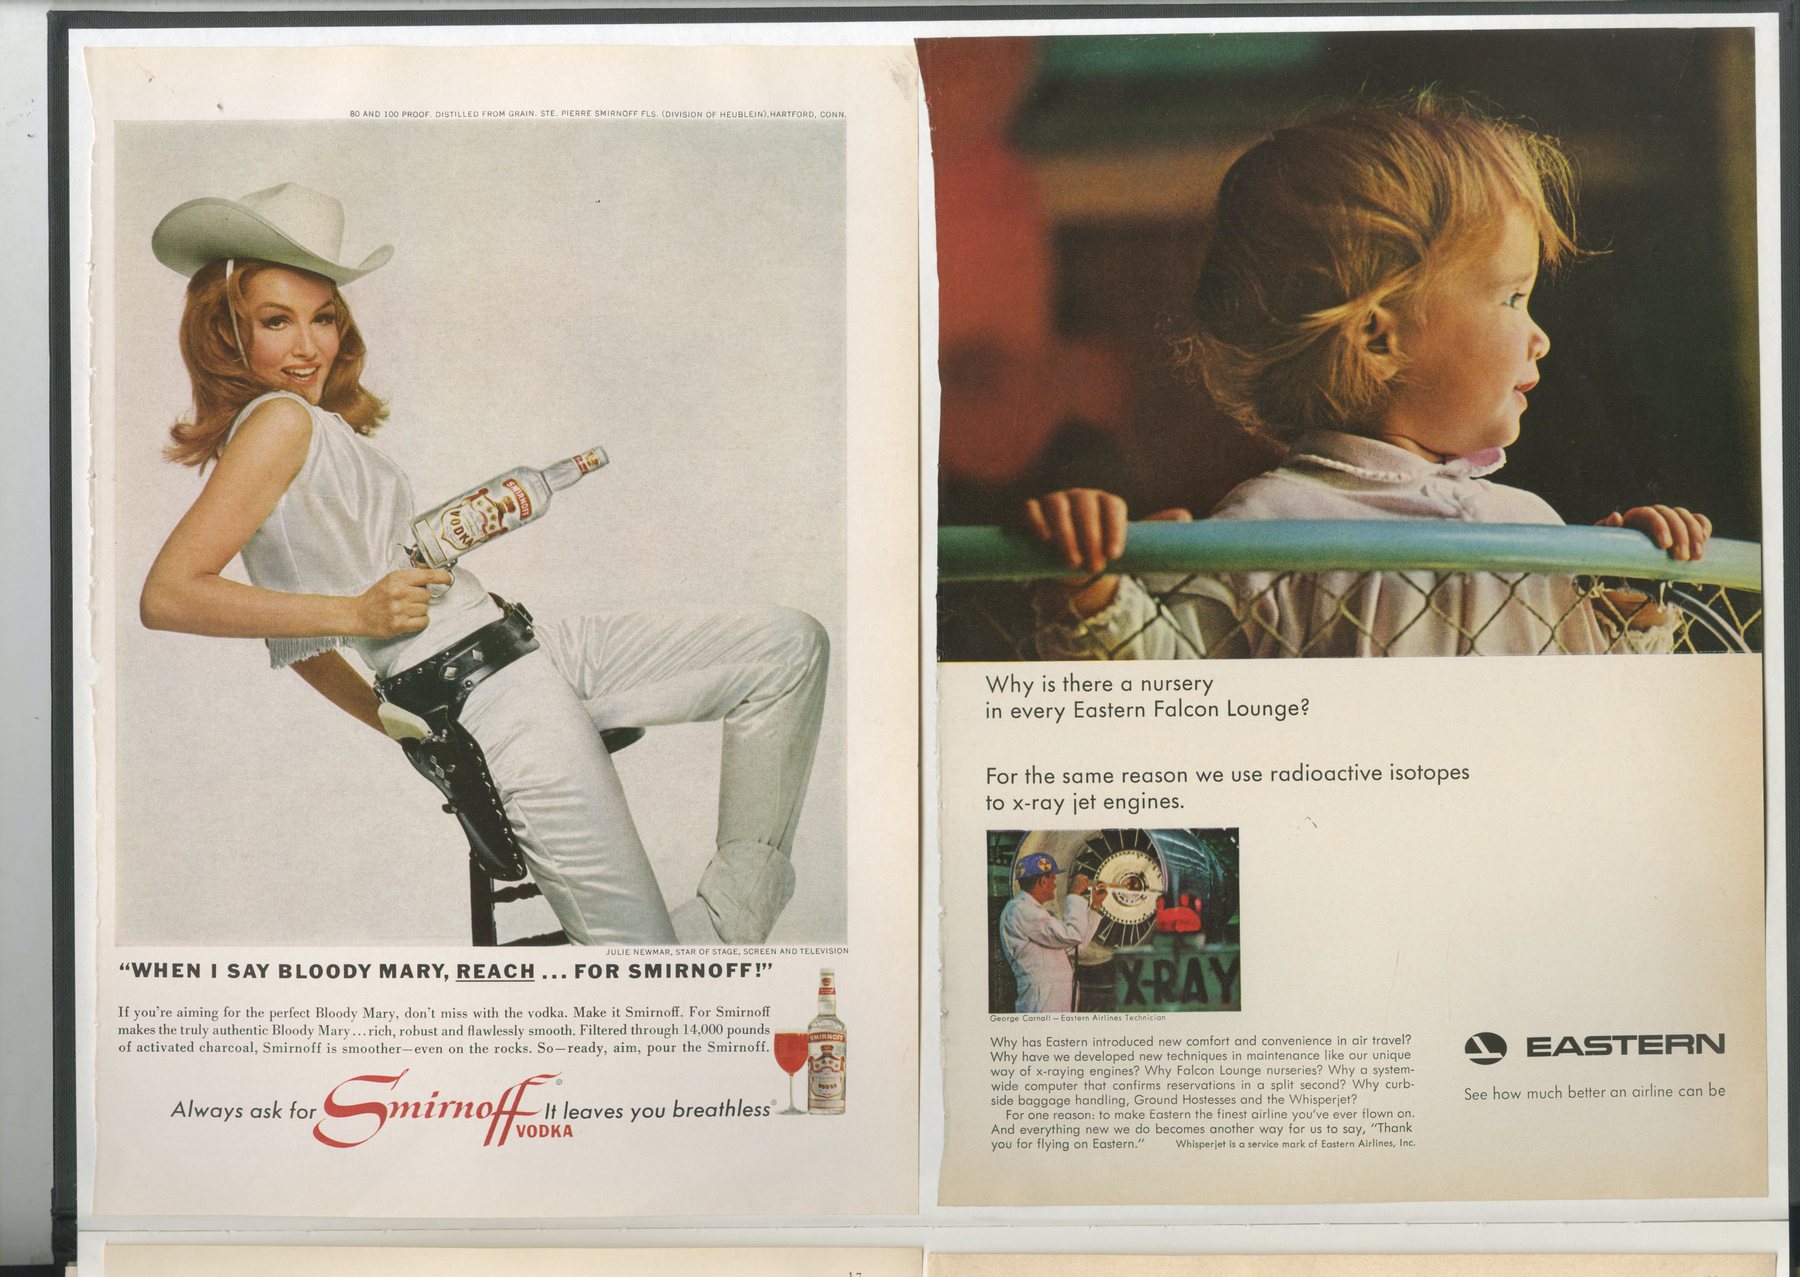 80 AND 100 PROOF. DISTILLED FROM GRAIN. STE. PIERRE SMIRNOFF FLS. (DIVISION OF HEUBLEIN), HARTFORD, CONN.
SMIRNOFF
VODKA
JULIE NEWMAR, STAR OF STAGE, SCREEN AND TELEVISION
“WHEN I SAY BLOODY MARY, REACH ... FOR SMIRNOFF!”
If you're aiming for the perfect Bloody Mary, don't miss with the vodka. Make it Smirnoff. For Smirnoff
makes the truly authentic Bloody Mary...rich, robust and flawlessly smooth. Filtered through 14,000 pounds
of activated charcoal, Smirnoff is smoother—even on the rocks. So—ready, aim, pour the Smirnoff.
SMIRNOFF
VODKA
Always ask for Smirnoff® It leaves you breathless®
VODKA
Why is there a nursery
in every Eastern Falcon Lounge?
For the same reason we use radioactive isotopes
to x-ray jet engines.
X-RAY
George Carnall — Eastern Airlines Technician
Why has Eastern introduced new comfort and convenience in air travel?
Why have we developed new techniques in maintenance like our unique
way of x-raying engines? Why Falcon Lounge nurseries? Why a system-
wide computer that confirms reservations in a split second? Why curb-
side baggage handling, Ground Hostesses and the Whisperjet?
For one reason: to make Eastern the finest airline you've ever flown on.
And everything new we do becomes another way for us to say, “Thank
you for flying on Eastern.” Whisperjet is a service mark of Eastern Airlines, Inc.
EASTERN
See how much better an airline can be